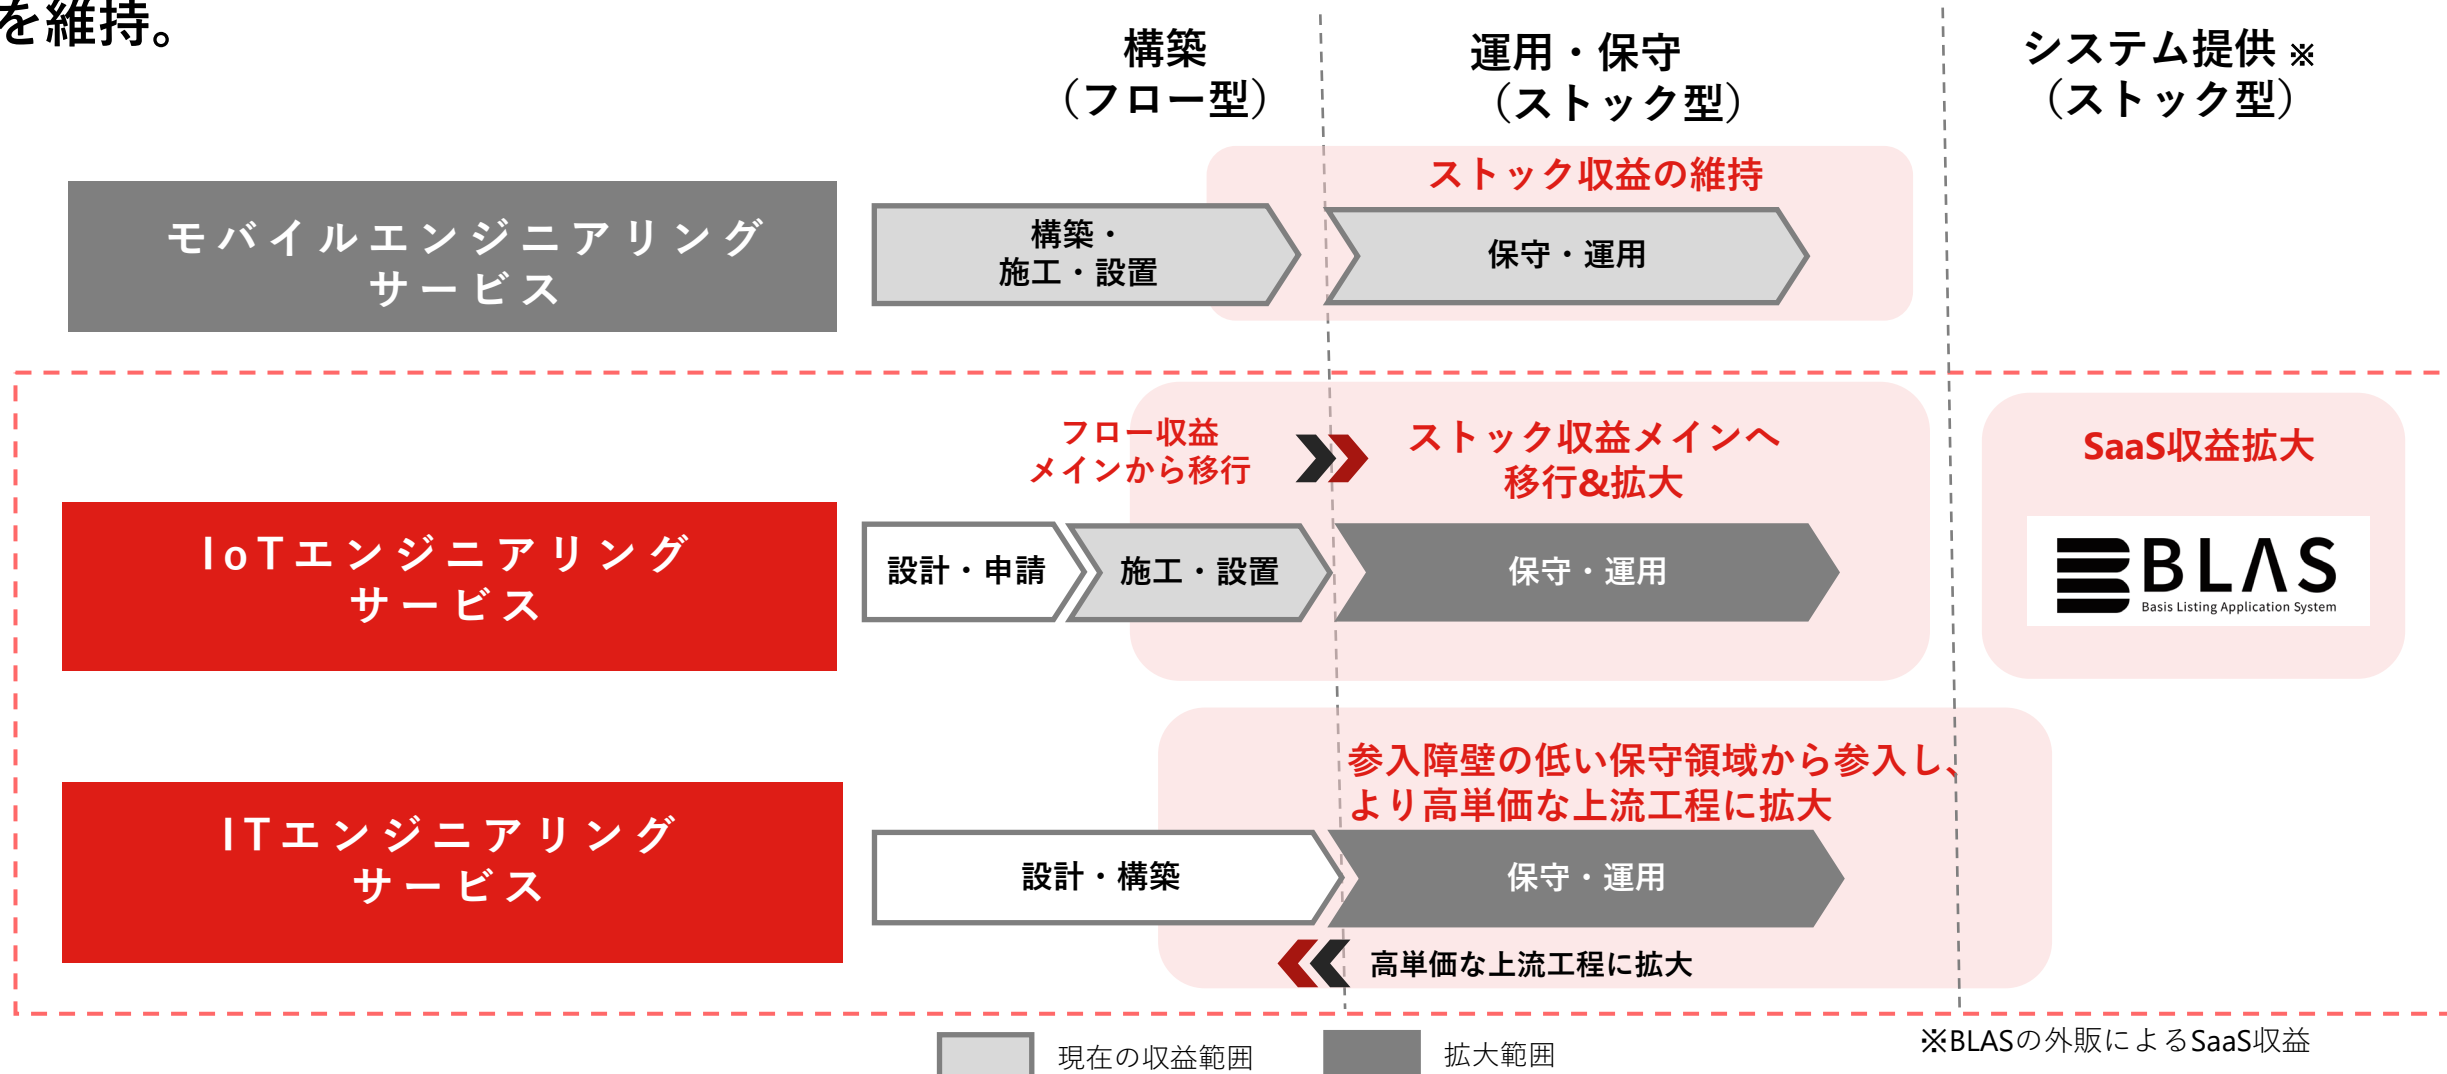 を維持。
構築
（フロー型）
運用・保守
（ストック型）
システム提供 ※
（ストック型）
モバイルエンジニアリング
サービス
ストック収益の維持
構築・
施工・設置
保守・運用
IoTエンジニアリング
サービス
フロー収益
メインから移行
ストック収益メインへ
移行&拡大
設計・申請
施工・設置
保守・運用
SaaS収益拡大
BLAS
Basis Listing Application System
ITエンジニアリング
サービス
参入障壁の低い保守領域から参入し、
より高単価な上流工程に拡大
設計・構築
保守・運用
高単価な上流工程に拡大
現在の収益範囲
拡大範囲
※BLASの外販によるSaaS収益